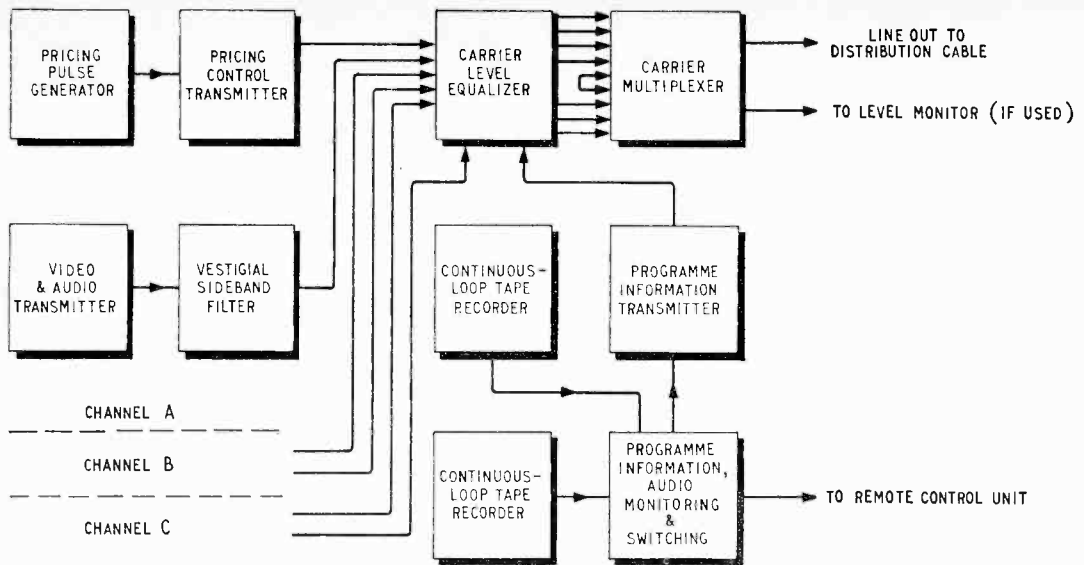 PRICING
PULSE
GENERATOR
PRICING
CONTROL
TRANSMITTER
CARRIER
LEVEL
EQUALIZER
CARRIER
MULTIPLEXER
LINE OUT TO
DISTRIBUTION CABLE
TO LEVEL MONITOR (IF USED)
VIDEO
& AUDIO
TRANSMITTER
VESTIGIAL
SIDEBAND
FILTER
CONTINUOUS-
LOOP TAPE
RECORDER
PROGRAMME
INFORMATION
TRANSMITTER
CHANNEL A
CHANNEL B
CHANNEL C
CONTINUOUS-
LOOP TAPE
RECORDER
PROGRAMME
INFORMATION,
AUDIO
MONITORING
&
SWITCHING
TO REMOTE CONTROL UNIT